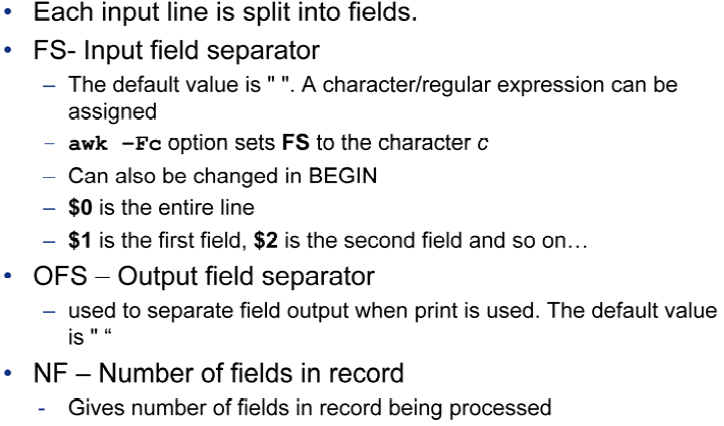 • Each input line is split into fields.
• FS- Input field separator
– The default value is " ". A character/regular expression can be
assigned
– awk –Fc option sets FS to the character c
– Can also be changed in BEGIN
– $0 is the entire line
– $1 is the first field, $2 is the second field and so on…
• OFS – Output field separator
– used to separate field output when print is used. The default value
is " “
• NF – Number of fields in record
- Gives number of fields in record being processed